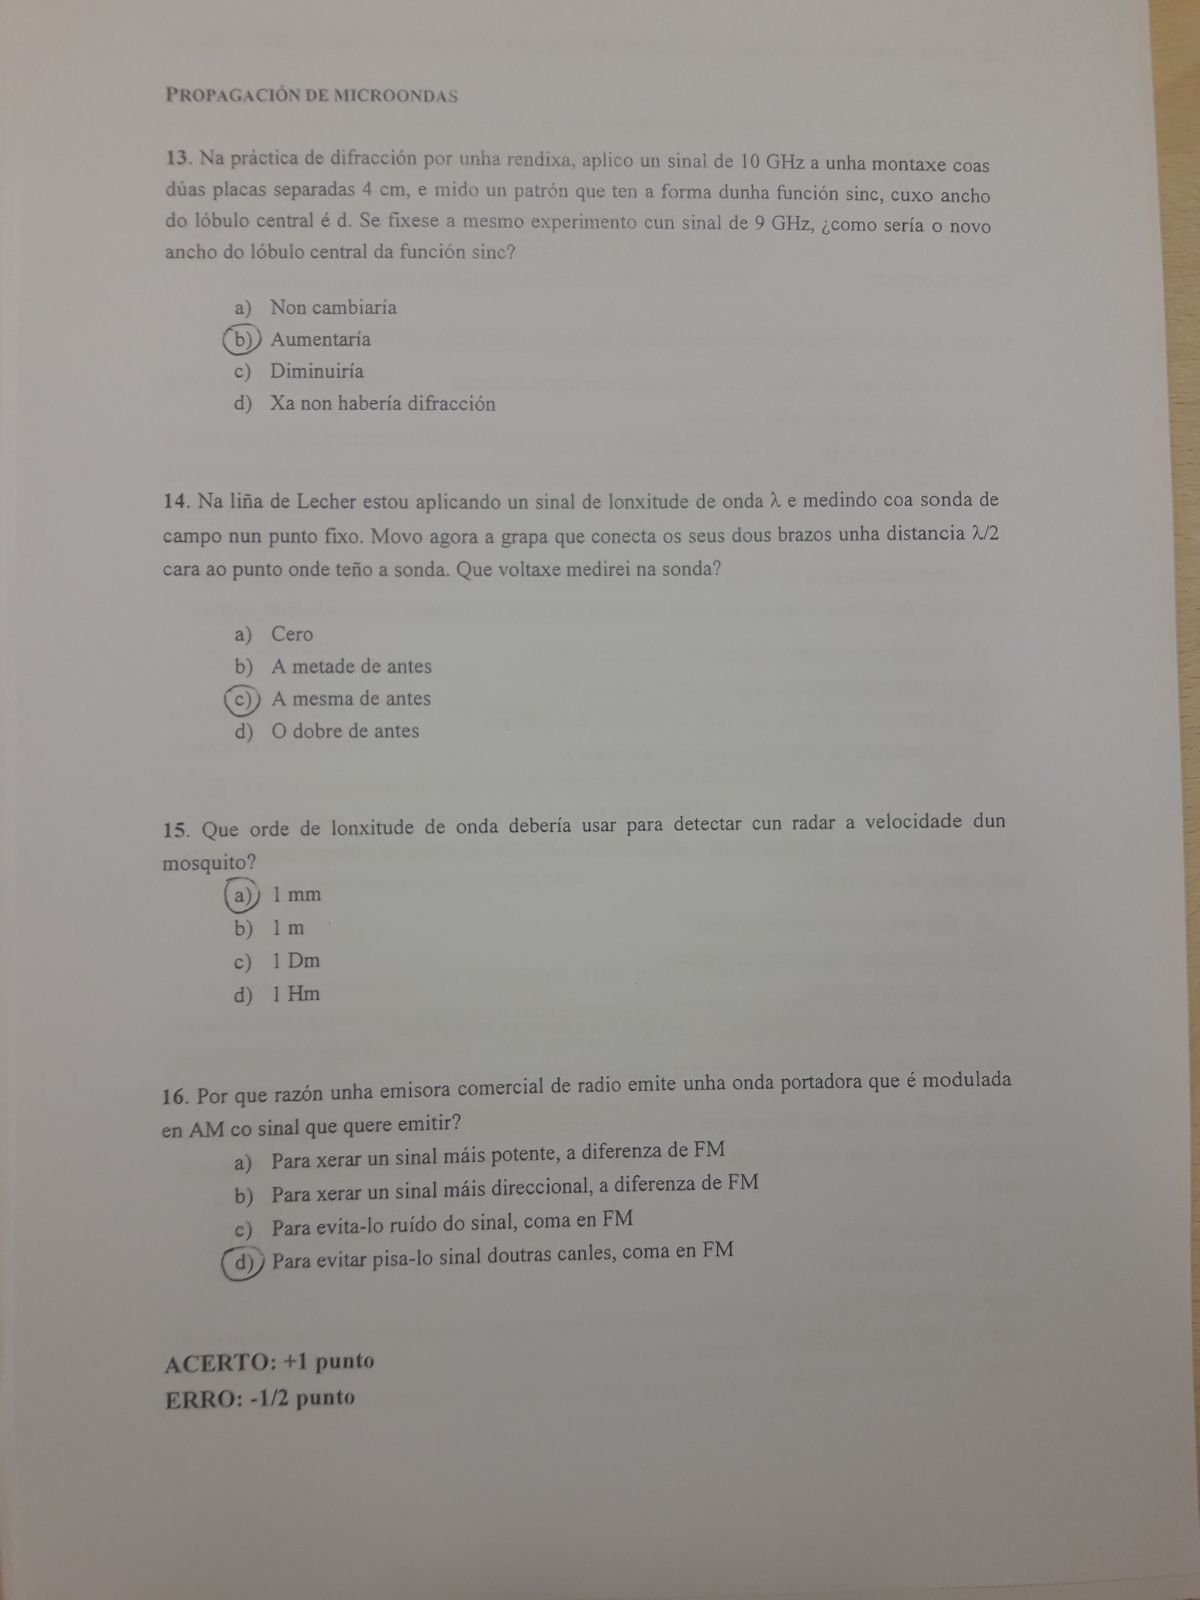 PROPAGACIÓN DE MICROONDAS
13. Na práctica de difracción por unha rendixa, aplico un sinal de 10 GHz a unha montaxe coas
dúas placas separadas 4 cm, e mido un patrón que ten a forma dunha función sinc, cuxo ancho
do lóbulo central é d. Se fixese a mesmo experimento cun sinal de 9 GHz, ¿como sería o novo
ancho do lóbulo central da función sinc?
a) Non cambiaría
b) Aumentaría
c) Diminuiría
d) Xa non habería difracción
14. Na liña de Lecher estou aplicando un sinal de lonxitude de onda λ e medindo coa sonda de
campo nun punto fixo. Movo agora a grapa que conecta os seus dous brazos unha distancia λ/2
cara ao punto onde teño a sonda. Que voltaxe medirei na sonda?
a) Cero
b) A metade de antes
c) A mesma de antes
d) O dobre de antes
15. Que orde de lonxitude de onda debería usar para detectar cun radar a velocidade dun
mosquito?
a) 1 mm
b) 1 m
c) 1 Dm
d) 1 Hm
16. Por que razón unha emisora comercial de radio emite unha onda portadora que é modulada
en AM co sinal que quere emitir?
a) Para xerar un sinal máis potente, a diferenza de FM
b) Para xerar un sinal máis direccional, a diferenza de FM
c) Para evita-lo ruído do sinal, coma en FM
d) Para evitar pisa-lo sinal doutras canles, coma en FM
ACERTO: +1 punto
ERRO: -1/2 punto